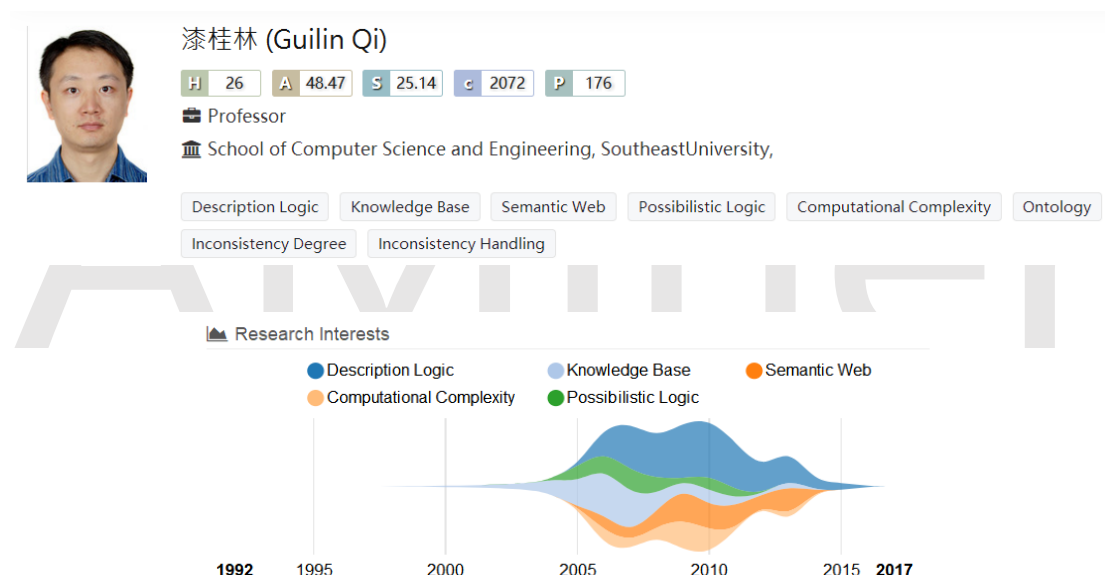 漆桂林 (Guilin Qi)
H 26 A 48.47 S 25.14 c 2072 P 176
Professor
School of Computer Science and Engineering, SoutheastUniversity,
Description Logic Knowledge Base Semantic Web Possibilistic Logic Computational Complexity Ontology
Inconsistency Degree Inconsistency Handling
Research Interests
Description Logic Knowledge Base Semantic Web
Computational Complexity Possibilistic Logic
1992 1995 2000 2005 2010 2015 2017